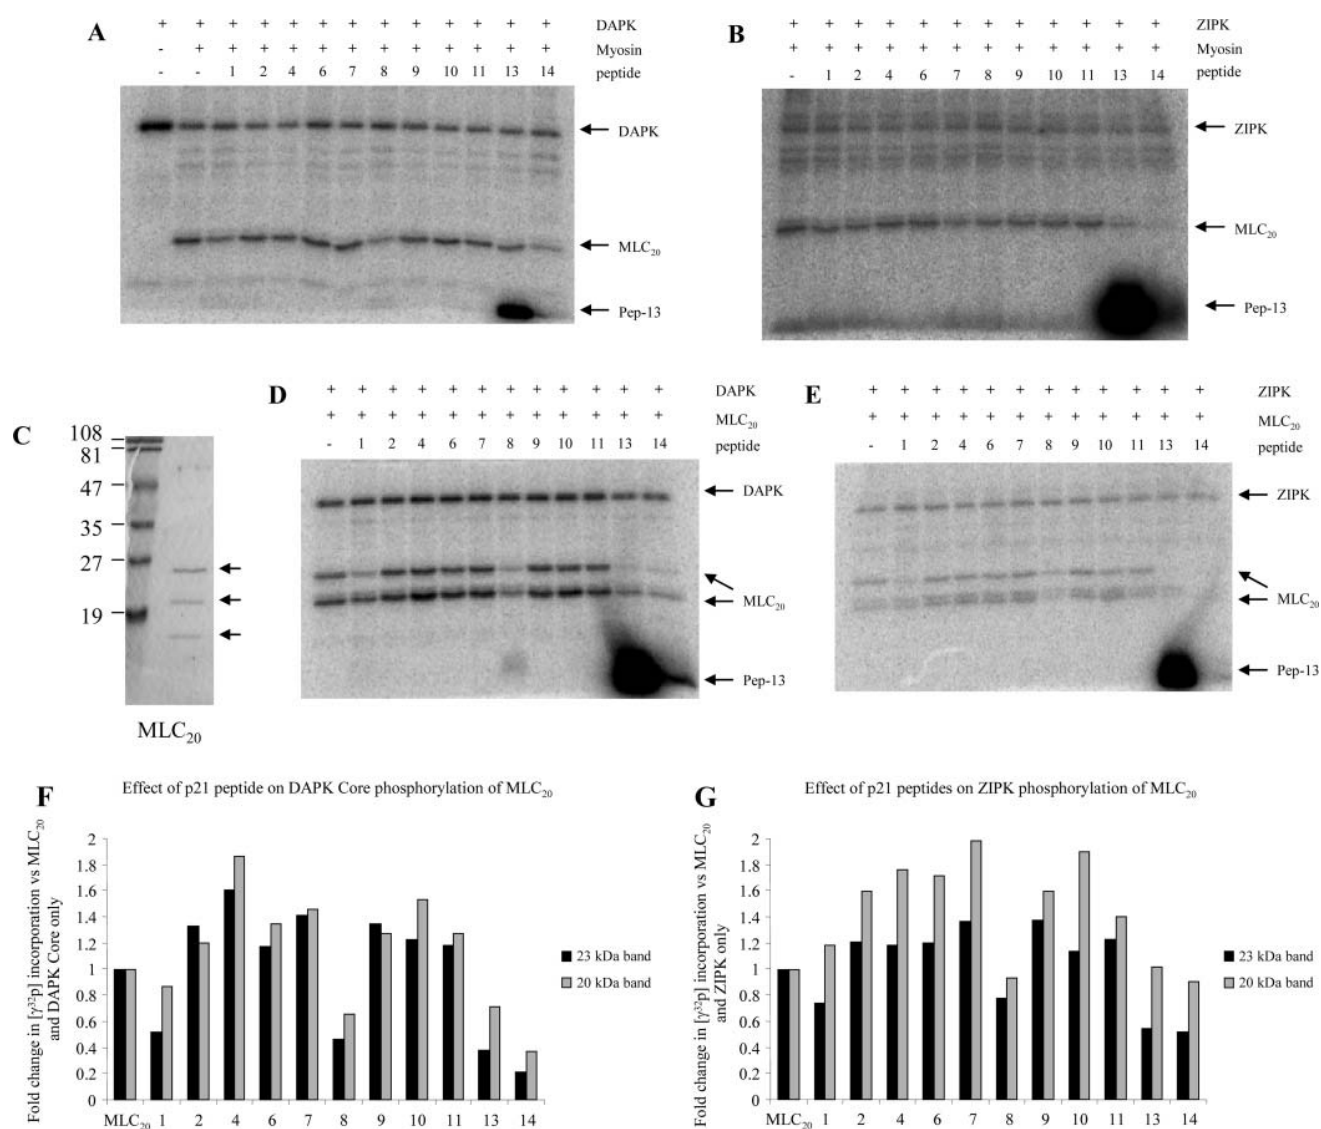 A
+ + + + + + + + + + + + + DAPK
- + + + + + + + + + + + + Myosin
- - 1 2 4 6 7 8 9 10 11 13 14 peptide
DAPK
MLC20
Pep-13
B
+ + + + + + + + + + + + ZIPK
+ + + + + + + + + + + + Myosin
- 1 2 4 6 7 8 9 10 11 13 14 peptide
ZIPK
MLC20
Pep-13
C
108
81
47
35
27
19
MLC20
D
+ + + + + + + + + + + + DAPK
+ + + + + + + + + + + + MLC20
- 1 2 4 6 7 8 9 10 11 13 14 peptide
DAPK
MLC20
Pep-13
E
+ + + + + + + + + + + + ZIPK
+ + + + + + + + + + + + MLC20
- 1 2 4 6 7 8 9 10 11 13 14 peptide
ZIPK
MLC20
Pep-13
F
Effect of p21 peptide on DAPK Core phosphorylation of MLC20
Fold change in [γ32p] incorporation vs MLC20
and DAPK Core only
2
1.8
1.6
1.4
1.2
1
0.8
0.6
0.4
0.2
0
MLC20 1 2 4 6 7 8 9 10 11 13 14
23 kDa band
20 kDa band
G
Effect of p21 peptides on ZIPK phosphorylation of MLC20
Fold change in [γ32p] incorporation vs MLC20
and ZIPK only
2
1.8
1.6
1.4
1.2
1
0.8
0.6
0.4
0.2
0
MLC20 1 2 4 6 7 8 9 10 11 13 14
23 kDa band
20 kDa band